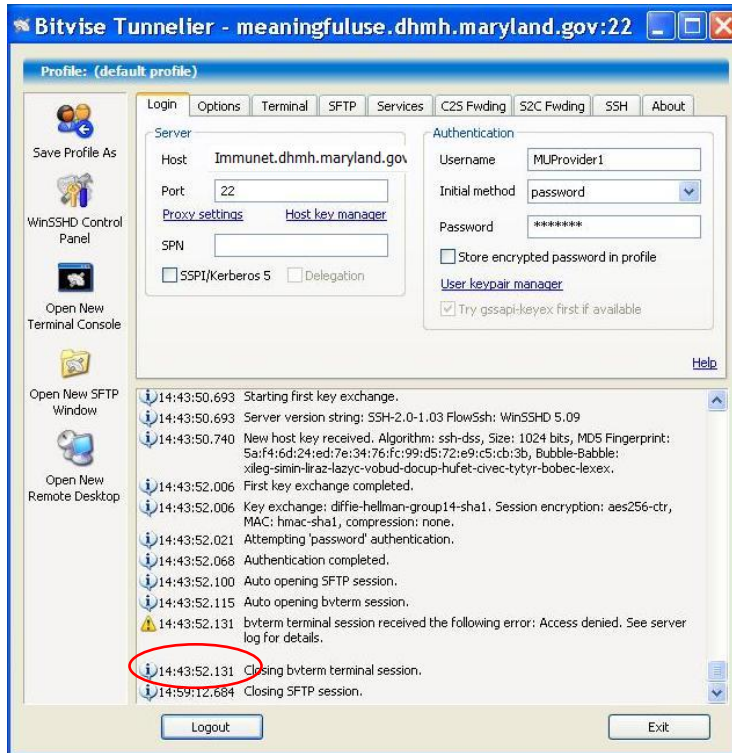 Bitvise Tunnelier - meaningfuluse.dhmh.maryland.gov:22
Profile: (default profile)
Save Profile As
WinSSHD Control
Panel
Open New
Terminal Console
Open New SFTP
Window
Open New
Remote Desktop
Login Options Terminal SFTP Services C2S Fwding S2C Fwding SSH About
Server
Host Immunet.dhmh.maryland.gov
Port 22
Proxy settings Host key manager
SPN
SSPI/Kerberos 5 Delegation
Authentication
Username MUProvider1
Initial method password
Password *******
Store encrypted password in profile
User keypair manager
Try gssapi-keyex first if available
Help
14:43:50.693 Starting first key exchange.
14:43:50.693 Server version string: SSH-2.0-1.03 FlowSsh: WinSSHD 5.09
14:43:50.740 New host key received. Algorithm: ssh-dss, Size: 1024 bits, MD5 Fingerprint:
5a:f4:6d:24:ed:7e:34:76:fc:99:d5:72:e9:c5:cb:3b, Bubble-Babble:
xileg-simin-liraz-lazyc-vobud-docup-hufet-civec-tytyr-bobec-lexex.
14:43:52.006 First key exchange completed.
14:43:52.006 Key exchange: diffie-hellman-group14-sha1. Session encryption: aes256-ctr,
MAC: hmac-sha1, compression: none.
14:43:52.021 Attempting 'password' authentication.
14:43:52.068 Authentication completed.
14:43:52.100 Auto opening SFTP session.
14:43:52.115 Auto opening bvterm session.
14:43:52.131 bvterm terminal session received the following error: Access denied. See server
log for details.
14:43:52.131 Closing bvterm terminal session.
14:59:12.684 Closing SFTP session.
Logout Exit